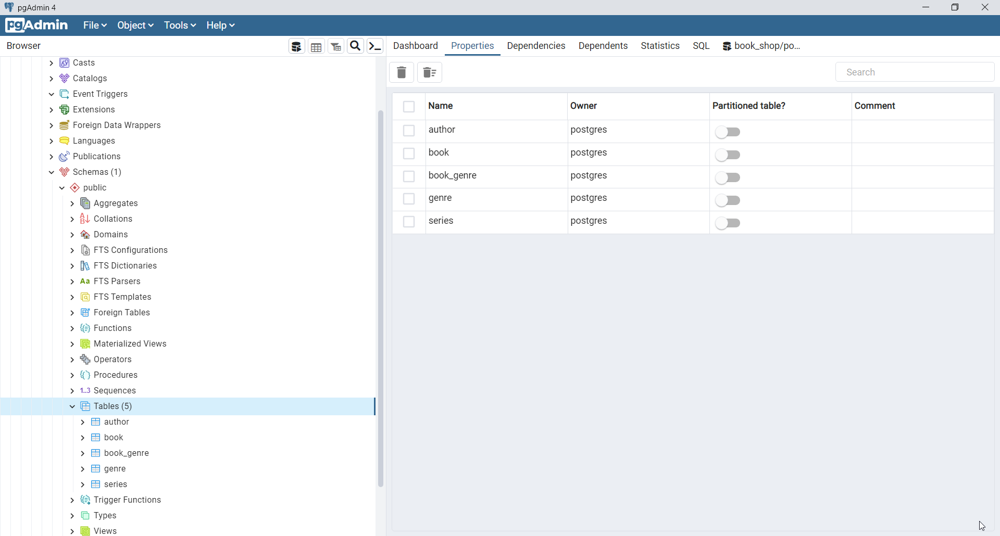 pgAdmin 4
pgAdmin File Object Tools Help
Browser
Dashboard Properties Dependencies Dependents Statistics SQL book_shop/po...
Casts
Catalogs
Event Triggers
Extensions
Foreign Data Wrappers
Languages
Publications
Schemas (1)
public
Aggregates
Collations
Domains
FTS Configurations
FTS Dictionaries
Aa FTS Parsers
FTS Templates
Foreign Tables
Functions
Materialized Views
Operators
Procedures
1..3 Sequences
Tables (5)
author
book
book_genre
genre
series
Trigger Functions
Types
Views
Search
Name Owner Partitioned table? Comment
author postgres
book postgres
book_genre postgres
genre postgres
series postgres